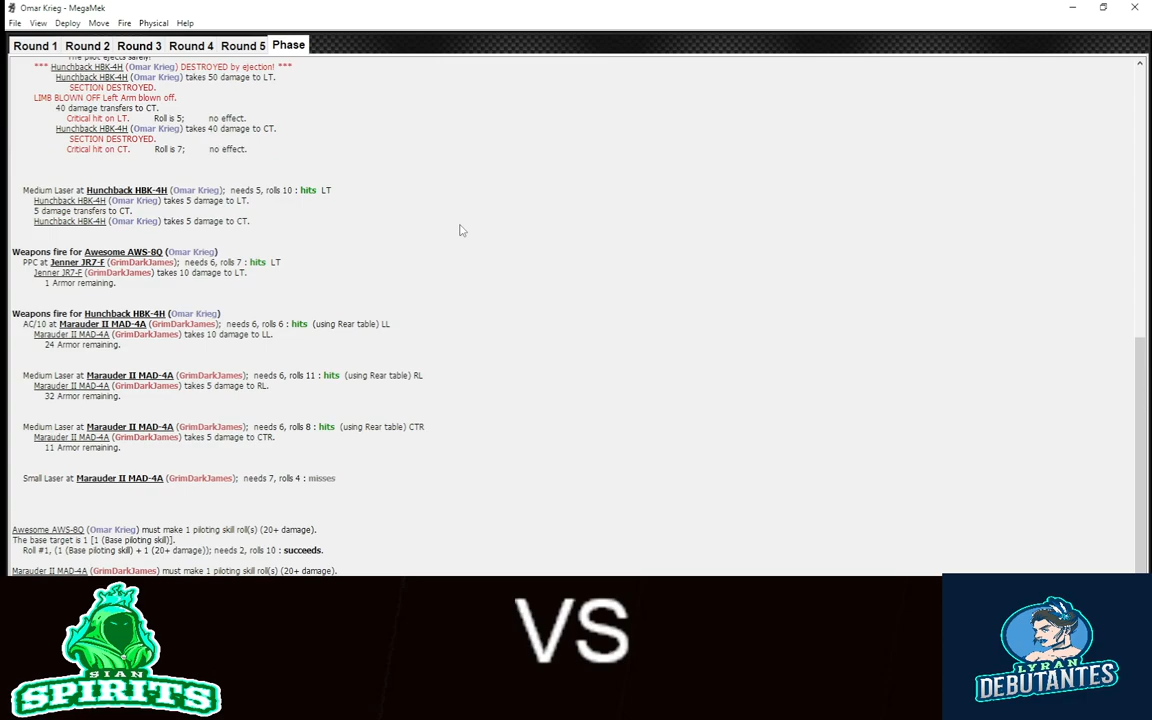 Omar Krieg - MegaMek
File View Deploy Move Fire Physical Help
Round 1 Round 2 Round 3 Round 4 Round 5 Phase
The pilot ejects safely!
*** Hunchback HBK-4H (Omar Krieg) DESTROYED by ejection! ***
Hunchback HBK-4H (Omar Krieg) takes 50 damage to LT.
SECTION DESTROYED.
LIMB BLOWN OFF Left Arm blown off.
40 damage transfers to CT.
Critical hit on LT. Roll is 5; no effect.
Hunchback HBK-4H (Omar Krieg) takes 40 damage to CT.
SECTION DESTROYED.
Critical hit on CT. Roll is 7; no effect.
Medium Laser at Hunchback HBK-4H (Omar Krieg); needs 5, rolls 10 : hits LT
Hunchback HBK-4H (Omar Krieg) takes 5 damage to LT.
5 damage transfers to CT.
Hunchback HBK-4H (Omar Krieg) takes 5 damage to CT.
Weapons fire for Awesome AWS-8Q (Omar Krieg)
PPC at Jenner JR7-F (GrimDarkJames); needs 6, rolls 7 : hits LT
Jenner JR7-F (GrimDarkJames) takes 10 damage to LT.
1 Armor remaining.
Weapons fire for Hunchback HBK-4H (Omar Krieg)
AC/10 at Marauder II MAD-4A (GrimDarkJames); needs 6, rolls 6 : hits (using Rear table) LL
Marauder II MAD-4A (GrimDarkJames) takes 10 damage to LL.
24 Armor remaining.
Medium Laser at Marauder II MAD-4A (GrimDarkJames); needs 6, rolls 11 : hits (using Rear table) RL
Marauder II MAD-4A (GrimDarkJames) takes 5 damage to RL.
32 Armor remaining.
Medium Laser at Marauder II MAD-4A (GrimDarkJames); needs 6, rolls 8 : hits (using Rear table) CTR
Marauder II MAD-4A (GrimDarkJames) takes 5 damage to CTR.
11 Armor remaining.
Small Laser at Marauder II MAD-4A (GrimDarkJames); needs 7, rolls 4 : misses
Awesome AWS-8Q (Omar Krieg) must make 1 piloting skill roll(s) (20+ damage).
The base target is 1 [1 (Base piloting skill)].
Roll #1, (1 (Base piloting skill) + 1 (20+ damage)); needs 2, rolls 10 : succeeds.
Marauder II MAD-4A (GrimDarkJames) must make 1 piloting skill roll(s) (20+ damage).
SIAN
SPIRITS
VS
LYRAN
DEBUTANTES